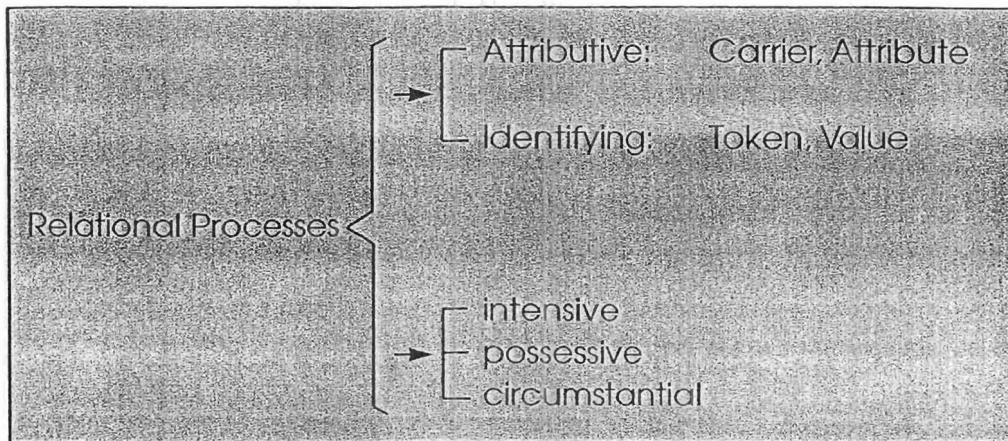 Attributive: Carrier, Attribute
Identifying: Token, Value
Relational Processes
intensive
possessive
circumstantial